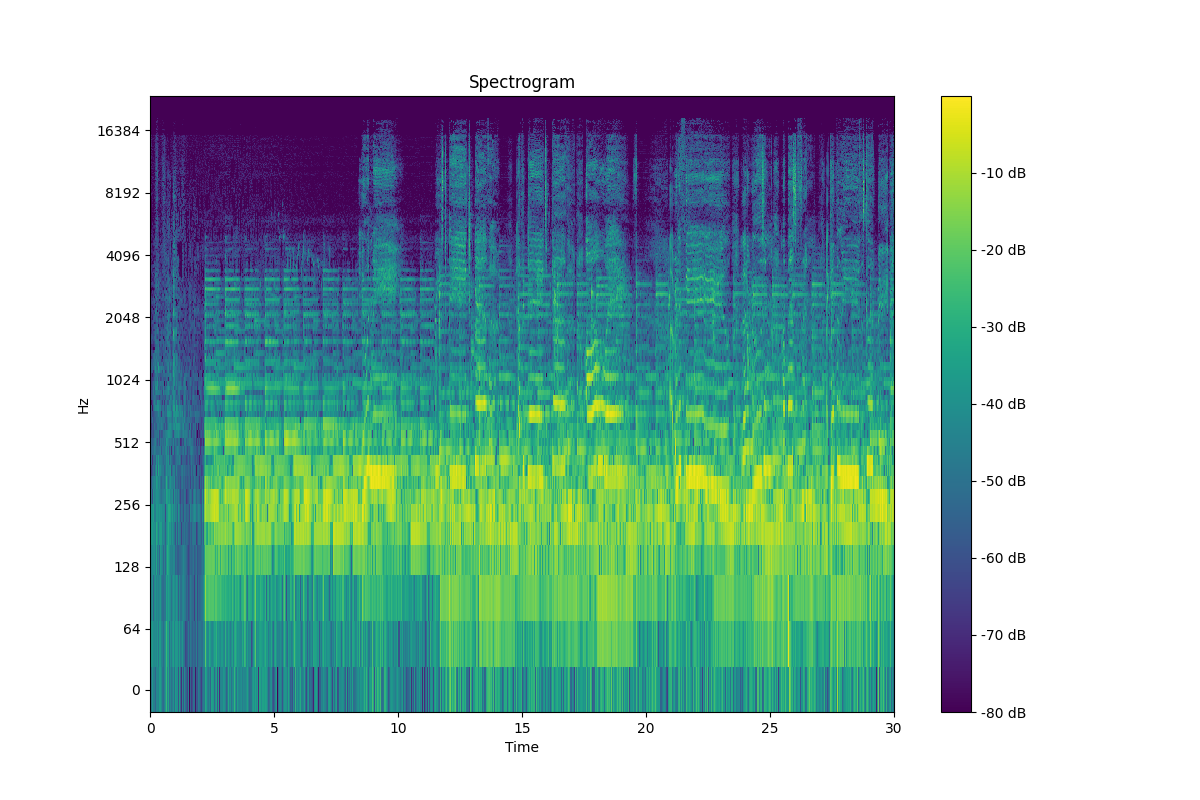 Spectrogram
16384
8192
4096
2048
1024
512
256
128
64
0
Hz
0 5 10 15 20 25 30
Time
-10 dB
-20 dB
-30 dB
-40 dB
-50 dB
-60 dB
-70 dB
-80 dB